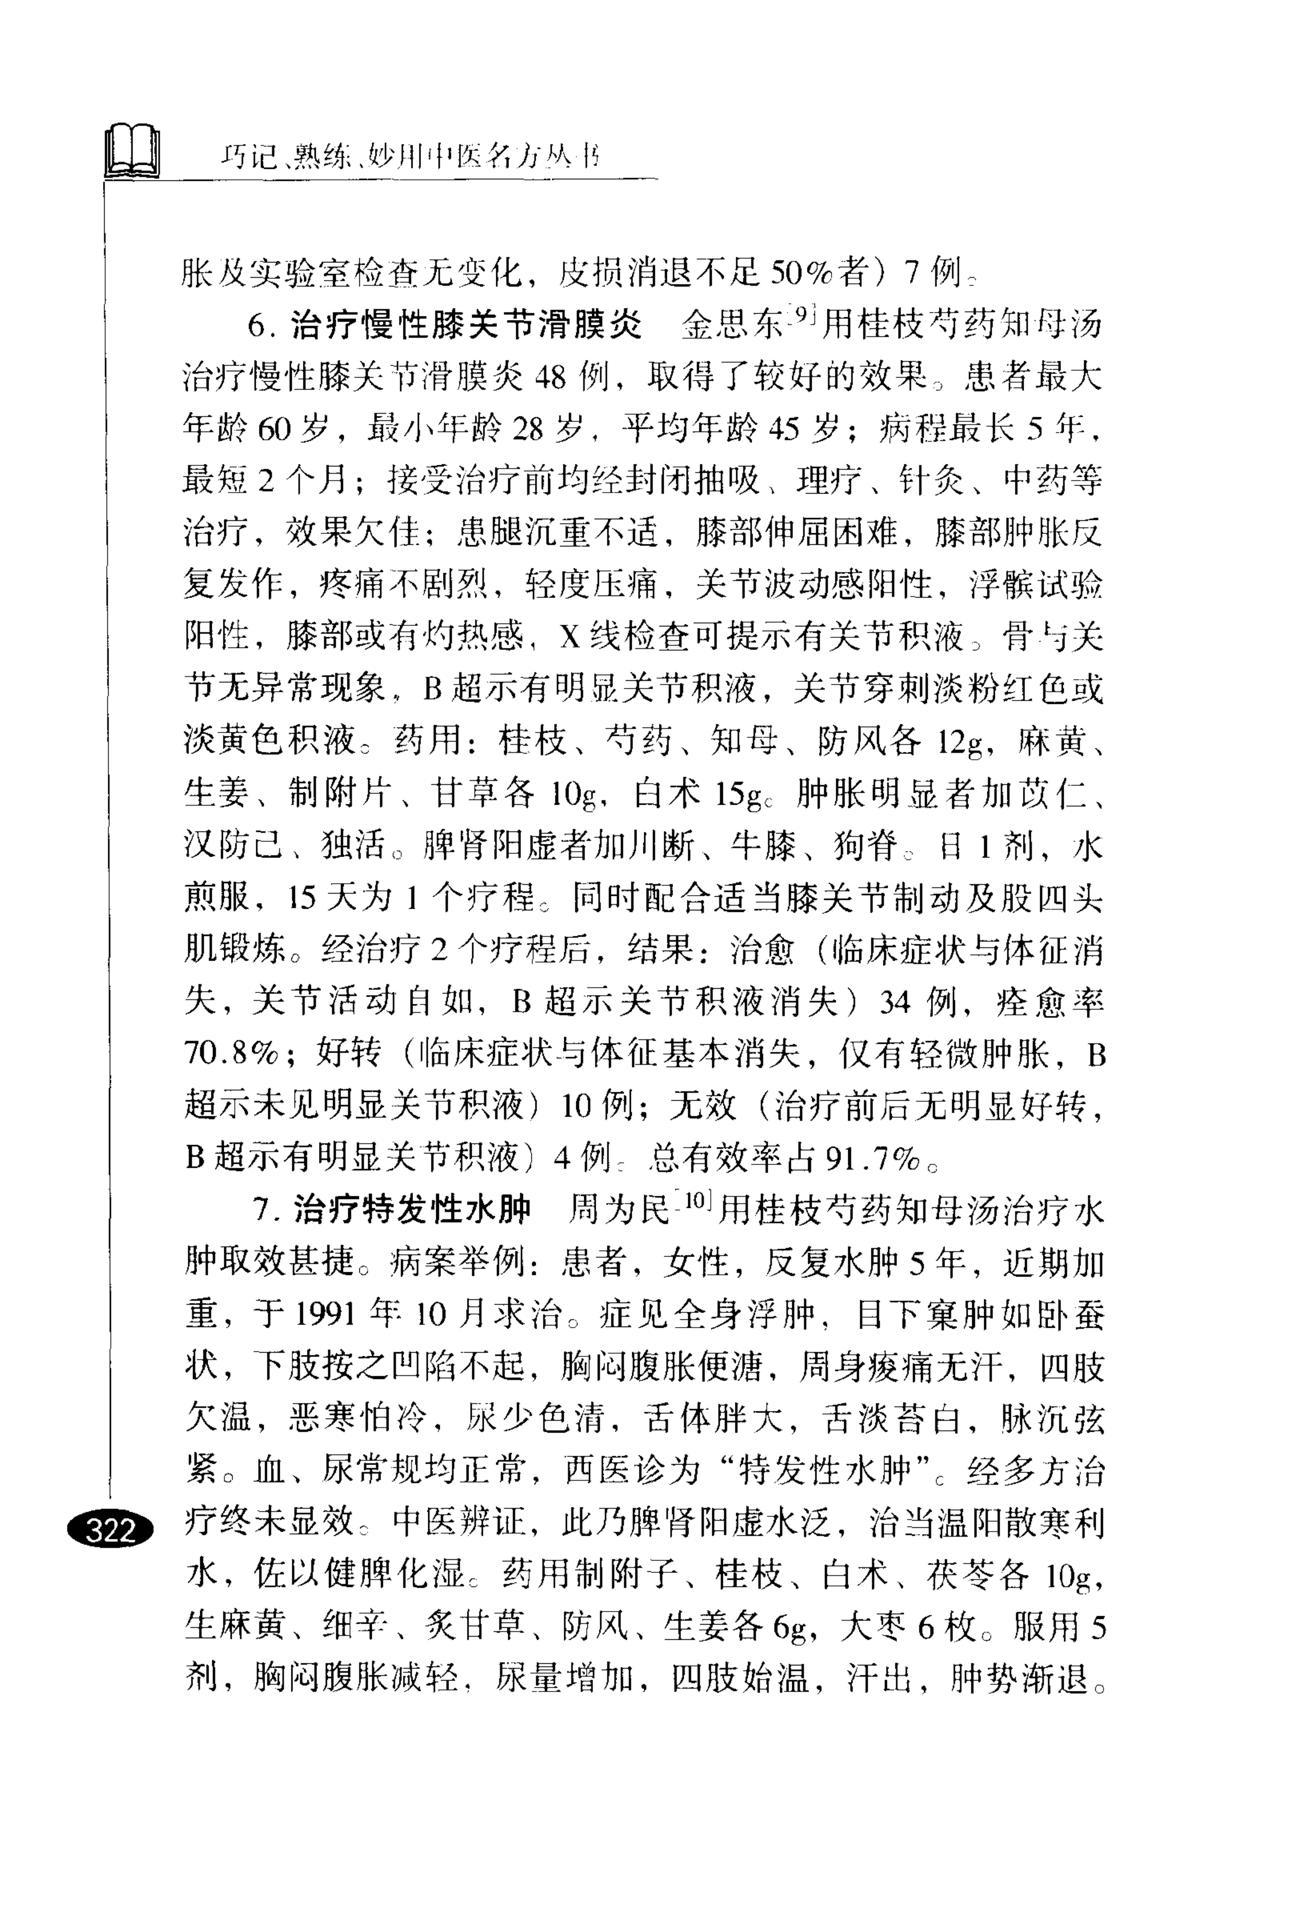 巧记、熟练、妙用中医名方丛书
胀及实验室检查无变化，皮损消退不足50%者）7例。
6. 治疗慢性膝关节滑膜炎　金思东[9]用桂枝芍药知母汤
治疗慢性膝关节滑膜炎48例，取得了较好的效果。患者最大
年龄60岁，最小年龄28岁，平均年龄45岁；病程最长5年，
最短2个月；接受治疗前均经封闭抽吸、理疗、针灸、中药等
治疗，效果欠佳；患腿沉重不适，膝部伸屈困难，膝部肿胀反
复发作，疼痛不剧烈，轻度压痛，关节波动感阳性，浮髌试验
阳性，膝部或有灼热感，X线检查可提示有关节积液。骨与关
节无异常现象，B超示有明显关节积液，关节穿刺淡粉红色或
淡黄色积液。药用：桂枝、芍药、知母、防风各12g，麻黄、
生姜、制附片、甘草各10g，白术15g。肿胀明显者加苡仁、
汉防己、独活。脾肾阳虚者加川断、牛膝、狗脊。日1剂，水
煎服，15天为1个疗程。同时配合适当膝关节制动及股四头
肌锻炼。经治疗2个疗程后，结果：治愈（临床症状与体征消
失，关节活动自如，B超示关节积液消失）34例，痊愈率
70.8%；好转（临床症状与体征基本消失，仅有轻微肿胀，B
超示未见明显关节积液）10例；无效（治疗前后无明显好转，
B超示有明显关节积液）4例。总有效率占91.7%。
7. 治疗特发性水肿　周为民[10]用桂枝芍药知母汤治疗水
肿取效甚捷。病案举例：患者，女性，反复水肿5年，近期加
重，于1991年10月求治。症见全身浮肿，目下窠肿如卧蚕
状，下肢按之凹陷不起，胸闷腹胀便溏，周身痠痛无汗，四肢
欠温，恶寒怕冷，尿少色清，舌体胖大，舌淡苔白，脉沉弦
紧。血、尿常规均正常，西医诊为“特发性水肿”。经多方治
疗终未显效。中医辨证，此乃脾肾阳虚水泛，治当温阳散寒利
水，佐以健脾化湿。药用制附子、桂枝、白术、茯苓各10g，
生麻黄、细辛、炙甘草、防风、生姜各6g，大枣6枚。服用5
剂，胸闷腹胀减轻，尿量增加，四肢始温，汗出，肿势渐退。
322